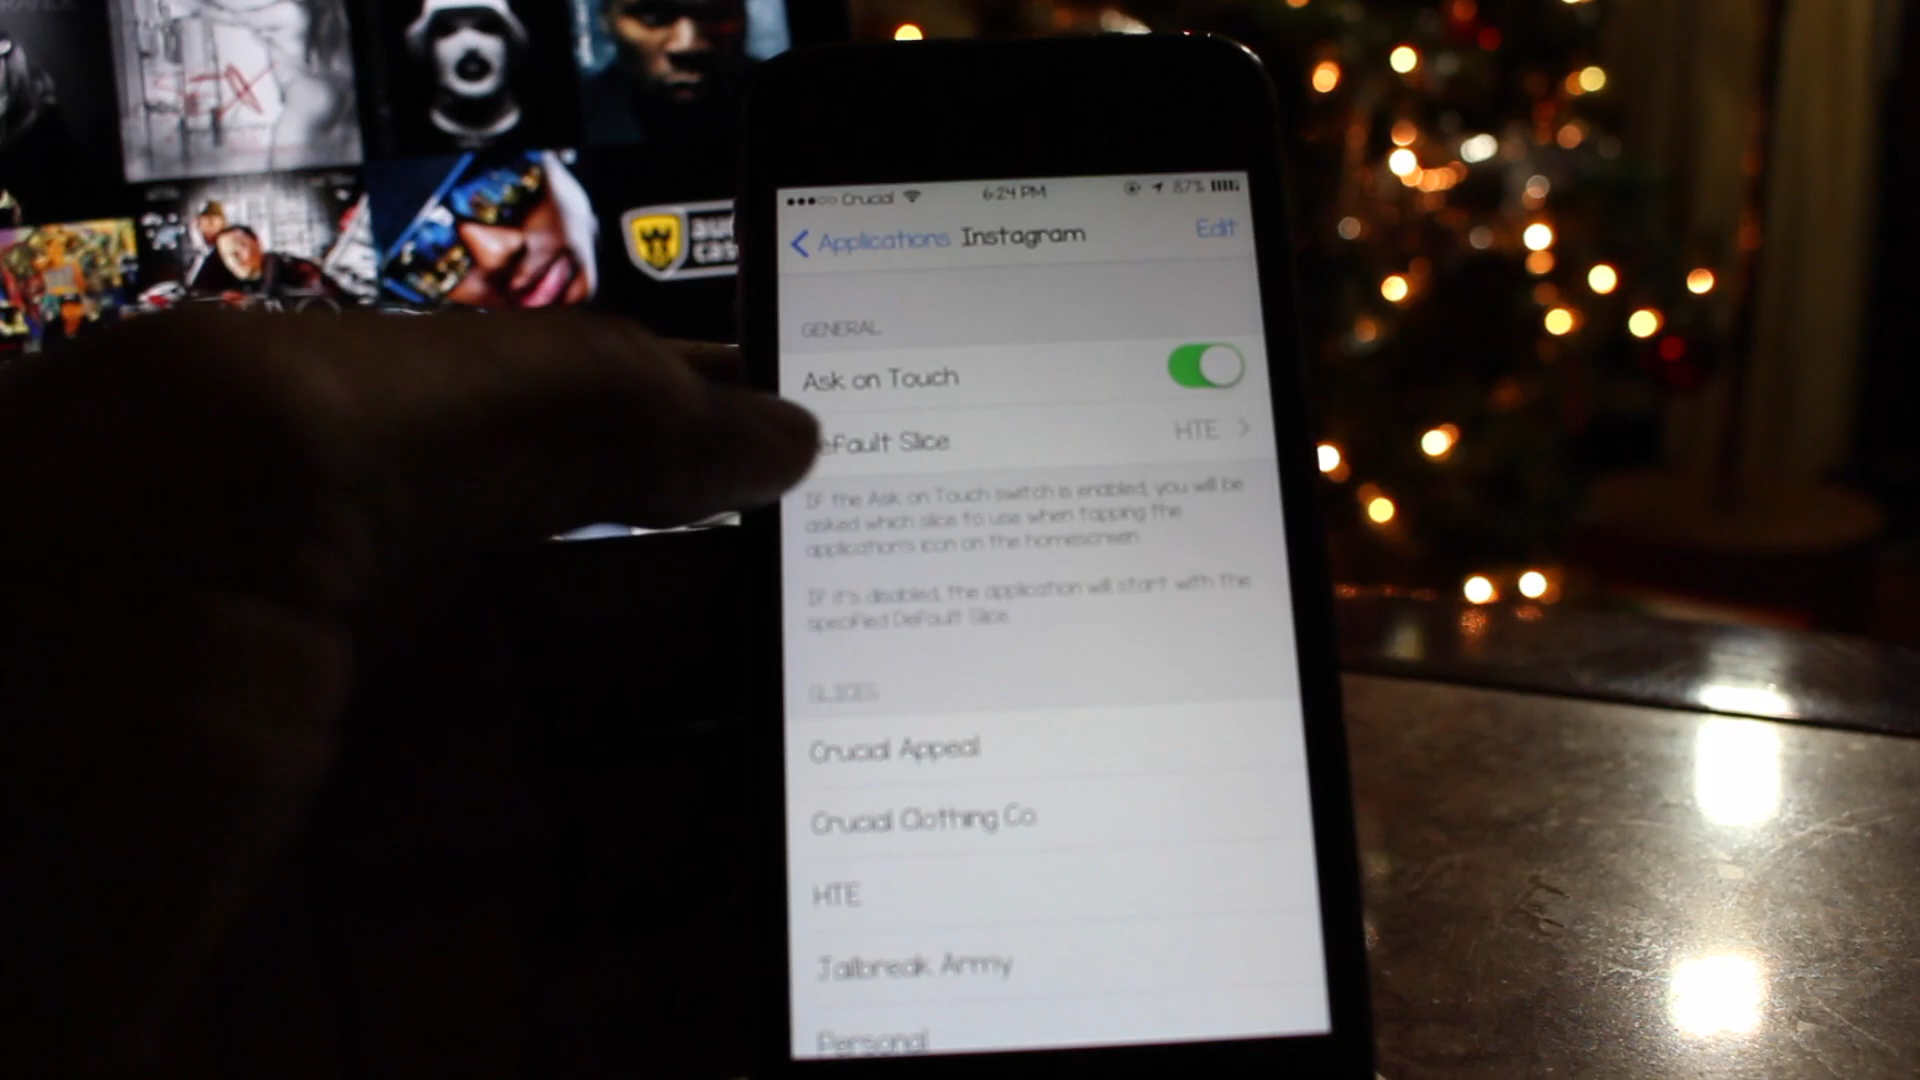 SEX
Crucial
6:24 PM
87%
Applications
Instagram
Edit
GENERAL
Ask on Touch
efault Slice
HTE
IF the Ask on Touch switch is enabled, you will be
asked which slice to use when tapping the
application's icon on the homescreen.
IF it's disabled, the application will start with the
specified Default Slice.
SLICES
Crucial Appeal
Crucial Clothing Co
HTE
Jailbreak Army
Personal